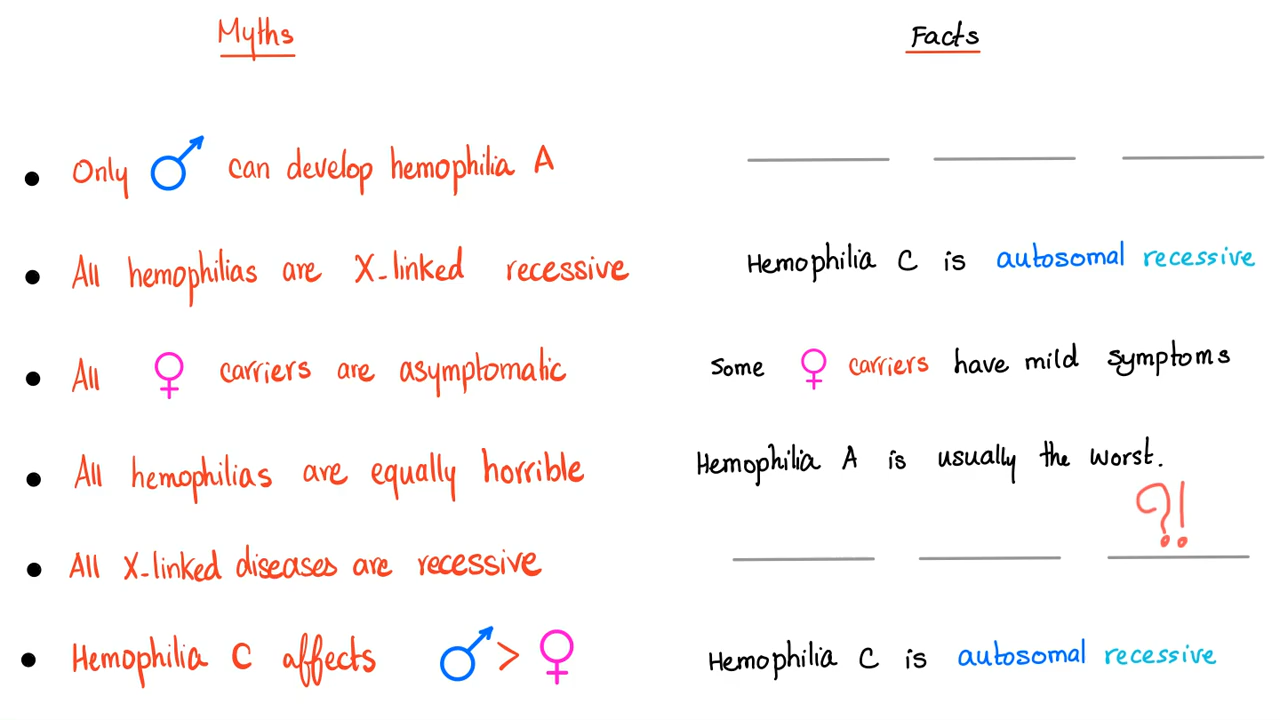 Myths
Facts
Only ♂ can develop hemophilia A
All hemophilias are X-linked recessive
Hemophilia C is autosomal recessive
All ♀ carriers are asymptomatic
Some ♀ carriers have mild symptoms
All hemophilias are equally horrible
Hemophilia A is usually the worst.
?!
All X-linked diseases are recessive
Hemophilia C affects ♂ > ♀
Hemophilia C is autosomal recessive